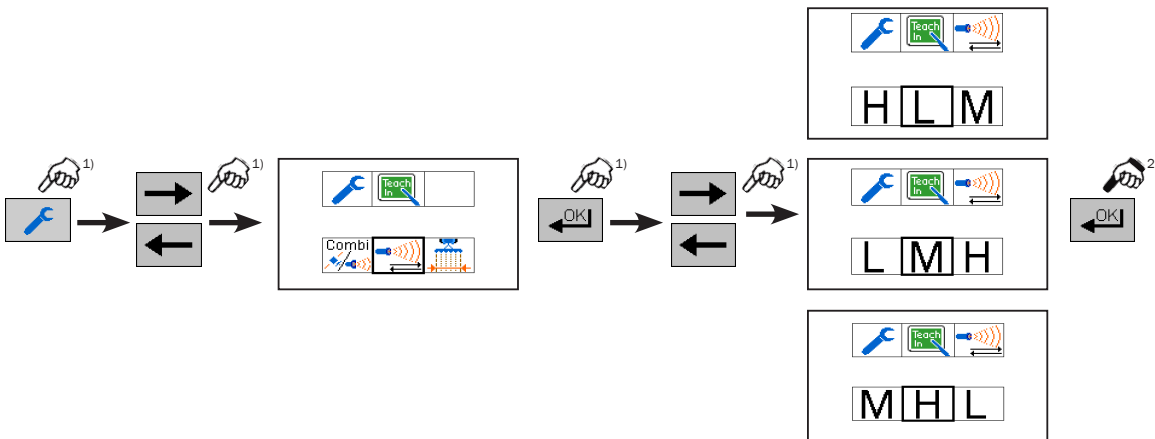 Teach In
H L M
1)
1)
Teach In
Combi
1)
OK
1)
Teach In
L M H
2
OK
Teach In
M H L